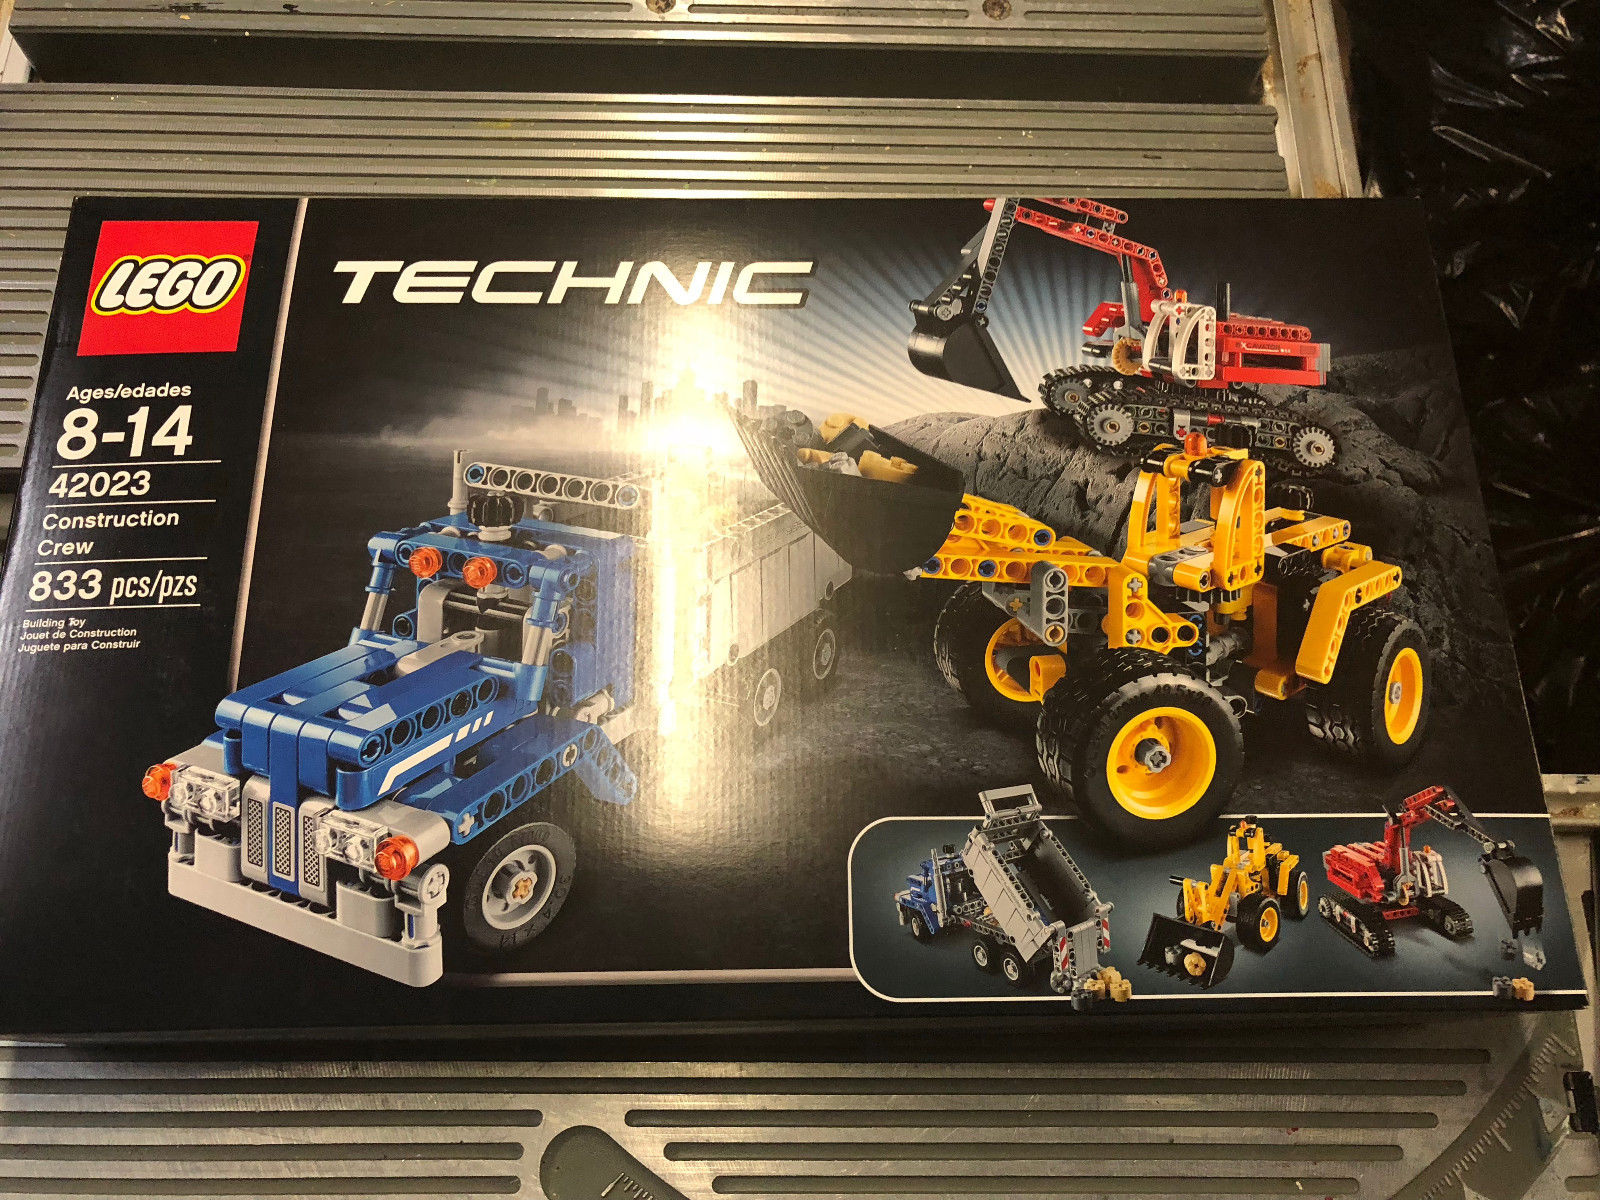 LEGO
TECHNIC
Ages/edades
8-14
42023
Construction
Crew
833 pcs/pzs
Building Toy
Jouet de Construction
Juguete para Construir
EXCAVATOR